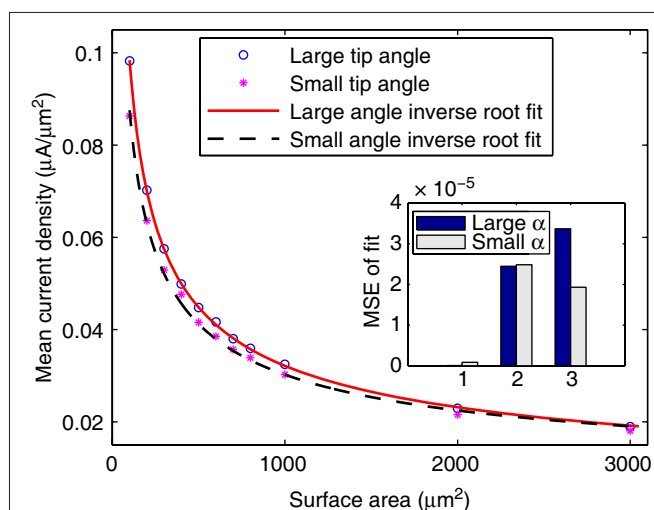 0.1
0.08
0.06
0.04
0.02
Mean current density (μA/μm²)
0
1000
2000
3000
Surface area (μm²)
Large tip angle
Small tip angle
Large angle inverse root fit
Small angle inverse root fit
× 10⁻⁵
4
3
2
1
0
MSE of fit
Large α
Small α
1
2
3